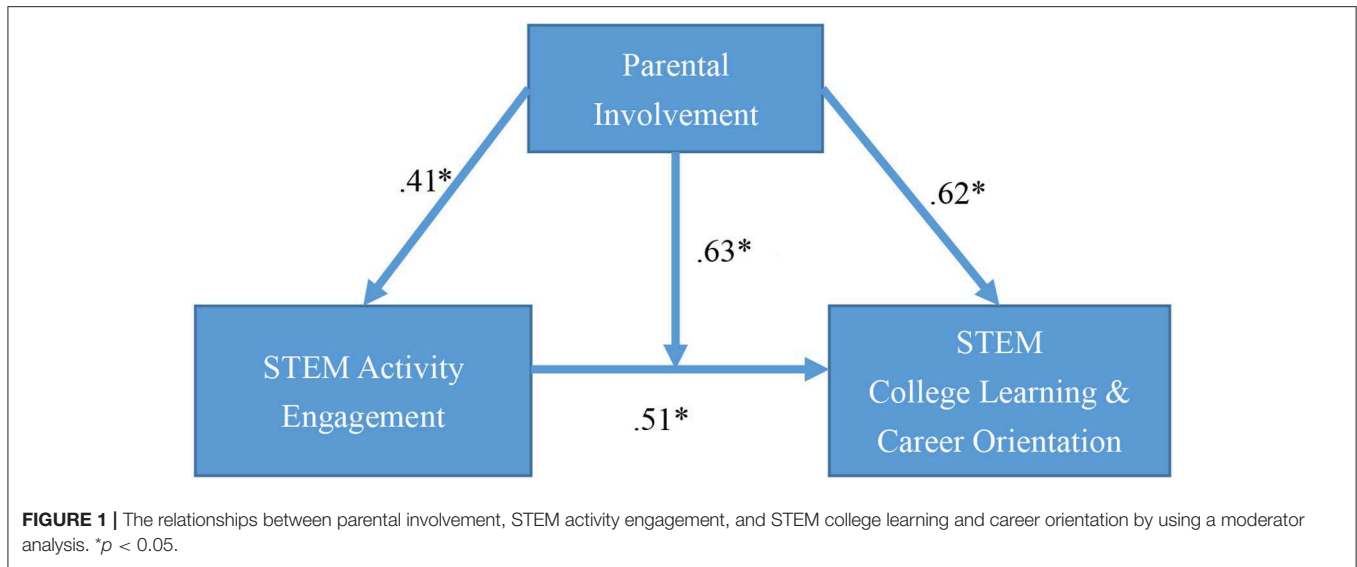 Parental
Involvement
.41*
.62*
.63*
STEM Activity
Engagement
.51*
STEM
College Learning &
Career Orientation
FIGURE 1 | The relationships between parental involvement, STEM activity engagement, and STEM college learning and career orientation by using a moderator
analysis. *p < 0.05.